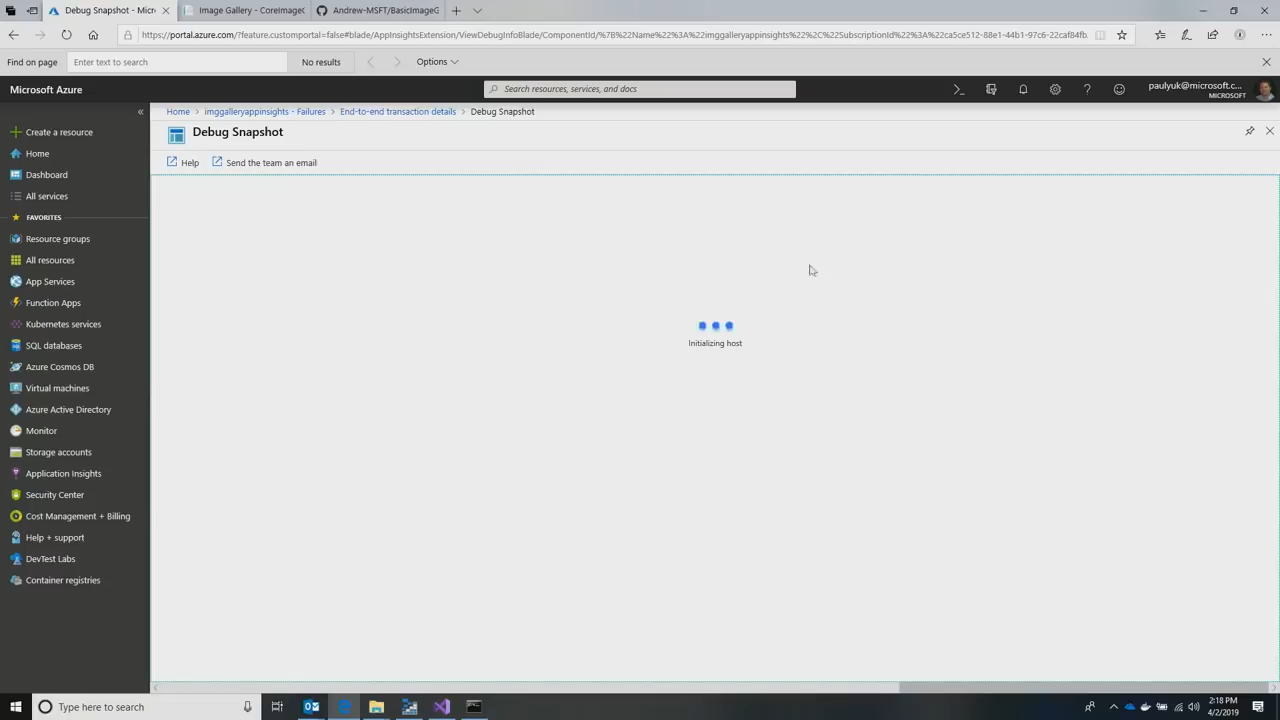 Debug Snapshot - Micr
Image Gallery - CoreImageG
Andrew-MSFT/BasicImageG
https://portal.azure.com/?feature.customportal=false#blade/AppInsightsExtension/ViewDebugInfoBlade/ComponentId/%7B%22Name%22%3A%22imggalleryappinsights%22%2C%22SubscriptionId%22%3A%22ca5ce512-88e1-44b1-97c6-22caf84fb.
Find on page
Enter text to search
No results
Options
Microsoft Azure
Search resources, services, and docs
paulyuk@microsoft.c...
MICROSOFT
Home > imggalleryappinsights - Failures > End-to-end transaction details > Debug Snapshot
Debug Snapshot
Help
Send the team an email
Create a resource
Home
Dashboard
All services
FAVORITES
Resource groups
All resources
App Services
Function Apps
Kubernetes services
SQL databases
Azure Cosmos DB
Virtual machines
Azure Active Directory
Monitor
Storage accounts
Application Insights
Security Center
Cost Management + Billing
Help + support
DevTest Labs
Container registries
Initializing host
Type here to search
2:18 PM
4/2/2019